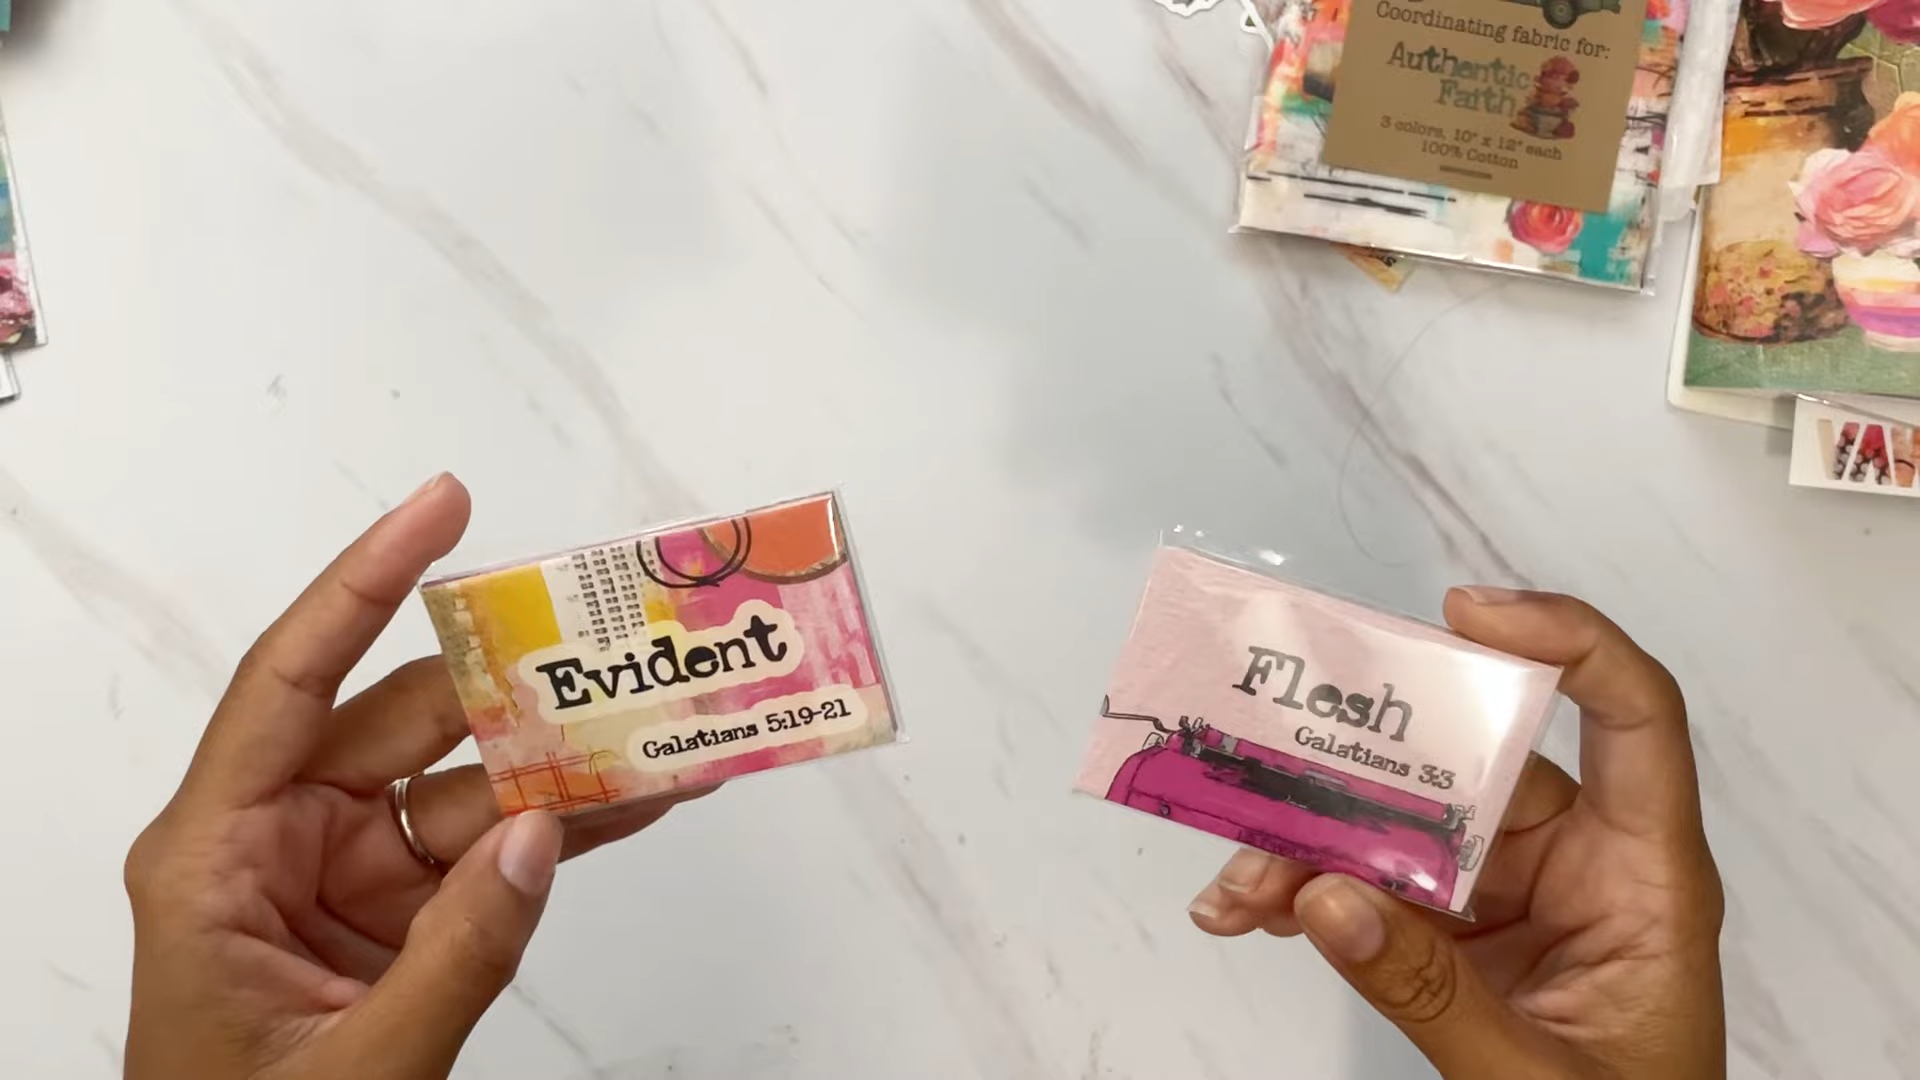 Coordinating fabric for:
Authentic
Faith
3 colors, 10" x 12" each
100% Cotton
Evident
Galatians 5:19-21
Flesh
Galatians 3:3